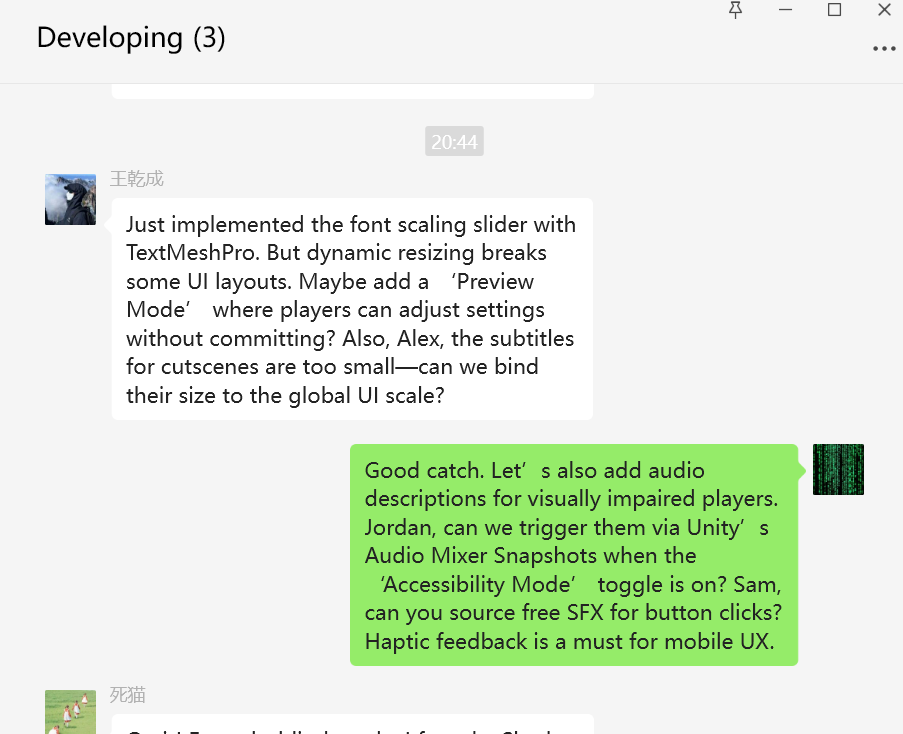 Developing (3)
20:44
王乾成
Just implemented the font scaling slider with
TextMeshPro. But dynamic resizing breaks
some UI layouts. Maybe add a ‘Preview
Mode’ where players can adjust settings
without committing? Also, Alex, the subtitles
for cutscenes are too small—can we bind
their size to the global UI scale?
Good catch. Let’s also add audio
descriptions for visually impaired players.
Jordan, can we trigger them via Unity’s
Audio Mixer Snapshots when the
‘Accessibility Mode’ toggle is on? Sam,
can you source free SFX for button clicks?
Haptic feedback is a must for mobile UX.
死猫